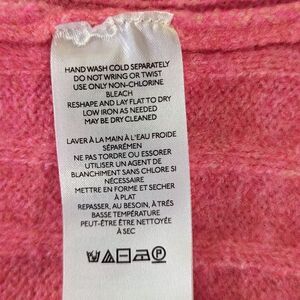 HAND WASH COLD SEPARATELY
DO NOT WRING OR TWIST
USE ONLY NON-CHLORINE
BLEACH
RESHAPE AND LAY FLAT TO DRY
LOW IRON AS NEEDED
MAY BE DRY CLEANED
LAVER À LA MAIN À L'EAU FROIDE
SÉPARÉMEN
NE PAS TORDRE OU ESSORER
UTILISER UN AGENT DE
BLANCHIMENT SANS CHLORE SI
NÉCESSAIRE
METTRE EN FORME ET SECHER
À PLAT
REPASSER, AU BESOIN, À TRÈS
BASSE TEMPÉRATURE
PEUT-ÊTRE ÊTRE NETTOYÉE
À SEC
P